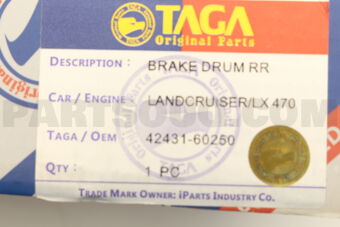 TAGA
Original Parts
DESCRIPTION : BRAKE DRUM RR
CAR / ENGINE : LANDCRUISER/LX 470
TAGA / OEM : 42431-60250
QTY : 1 PC
TRADE MARK OWNER: iPARTS INDUSTRY CO.